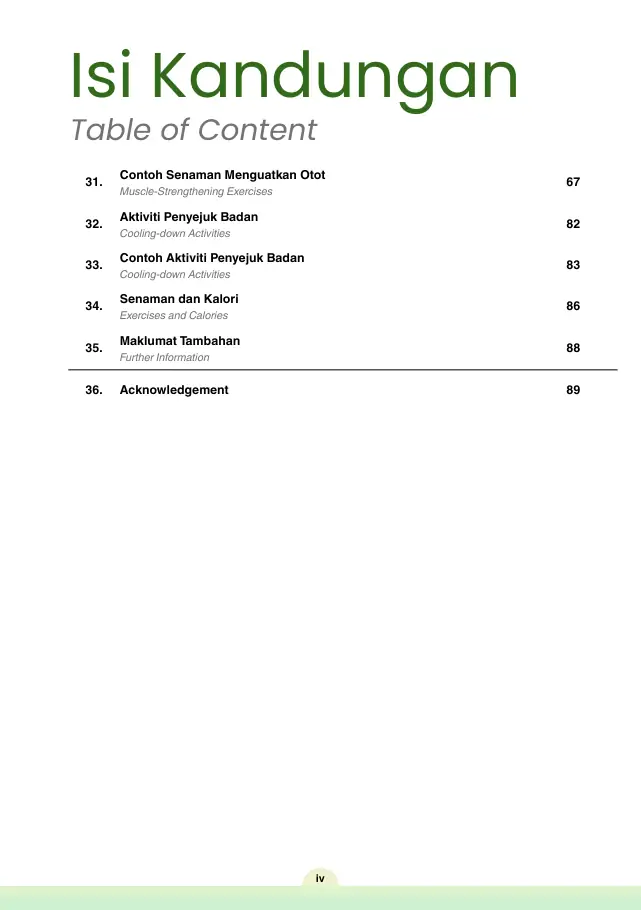 Isi Kandungan
Table of Content
31. Contoh Senaman Menguatkan Otot 67
Muscle-Strengthening Exercises
32. Aktiviti Penyejuk Badan 82
Cooling-down Activities
33. Contoh Aktiviti Penyejuk Badan 83
Cooling-down Activities
34. Senaman dan Kalori 86
Exercises and Calories
35. Maklumat Tambahan 88
Further Information
36. Acknowledgement 89
iv